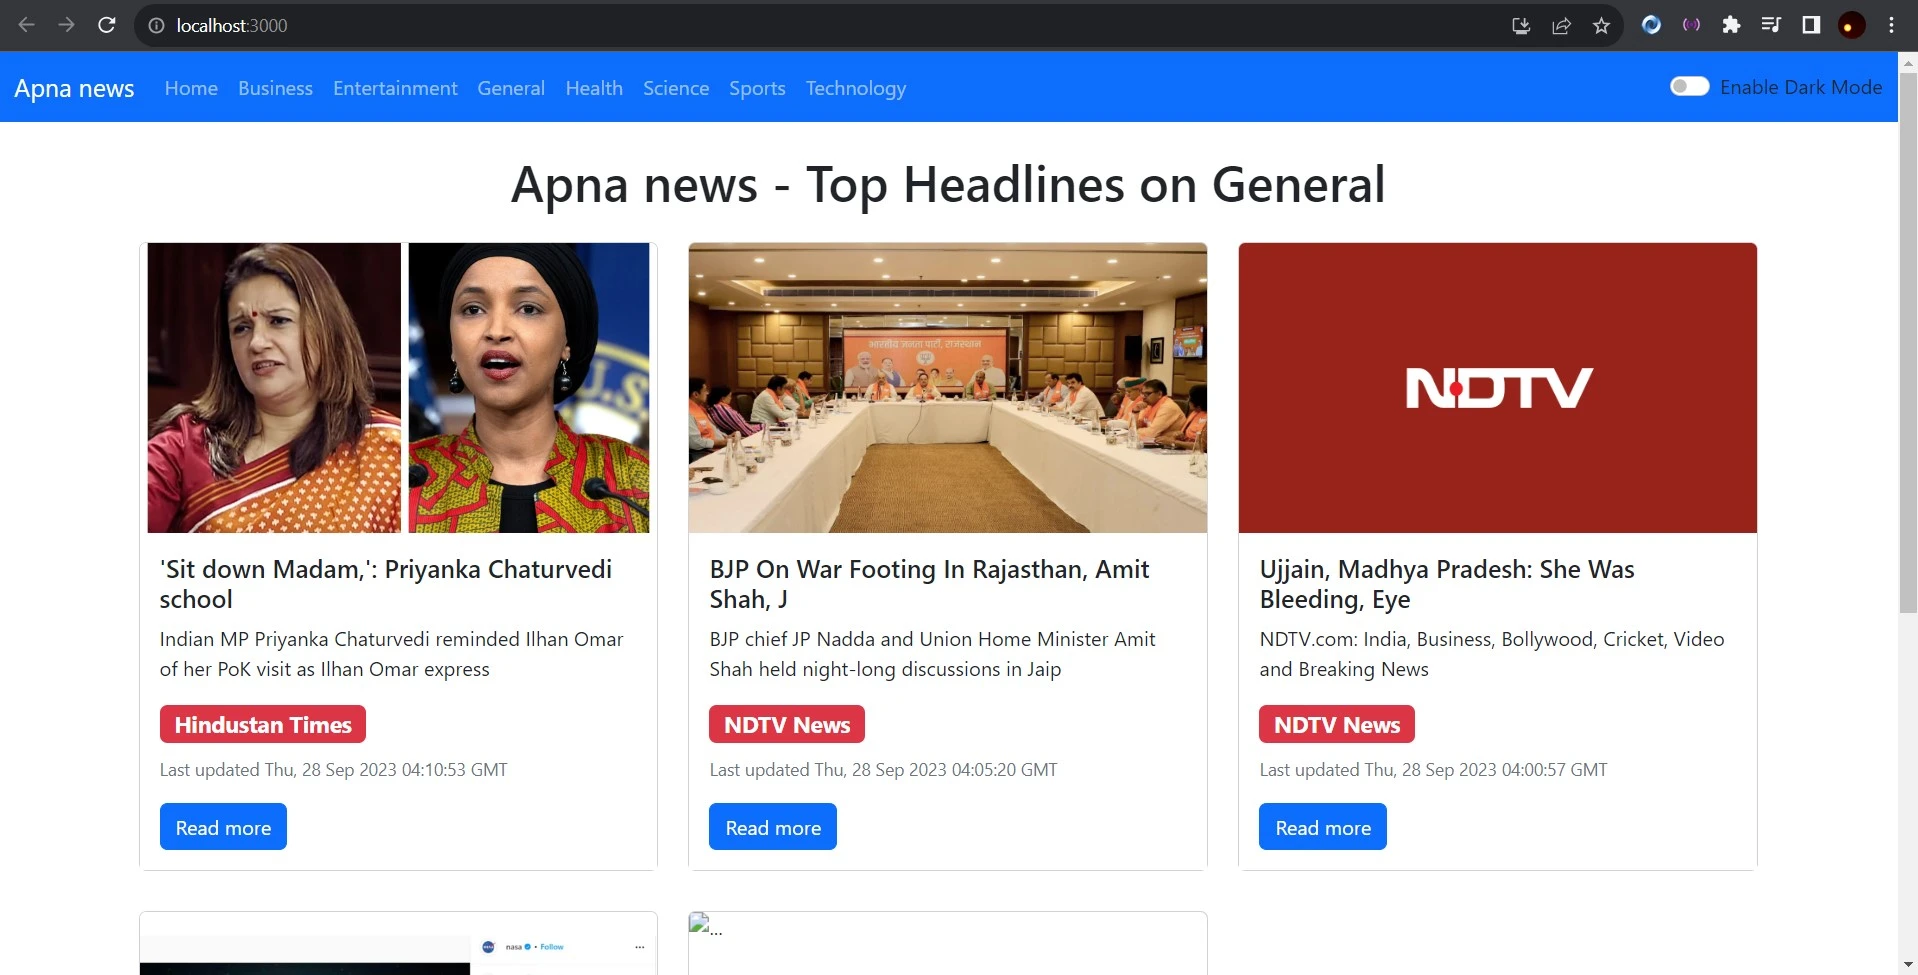 localhost:3000
Apna news Home Business Entertainment General Health Science Sports Technology Enable Dark Mode
Apna news - Top Headlines on General
भारतीय जनता पार्टी, राजस्थान
U.S.
NDTV
'Sit down Madam,': Priyanka Chaturvedi
school
Indian MP Priyanka Chaturvedi reminded Ilhan Omar
of her PoK visit as Ilhan Omar express
Hindustan Times
Last updated Thu, 28 Sep 2023 04:10:53 GMT
Read more
BJP On War Footing In Rajasthan, Amit
Shah, J
BJP chief JP Nadda and Union Home Minister Amit
Shah held night-long discussions in Jaip
NDTV News
Last updated Thu, 28 Sep 2023 04:05:20 GMT
Read more
Ujjain, Madhya Pradesh: She Was
Bleeding, Eye
NDTV.com: India, Business, Bollywood, Cricket, Video
and Breaking News
NDTV News
Last updated Thu, 28 Sep 2023 04:00:57 GMT
Read more
nasa • Follow ...
...